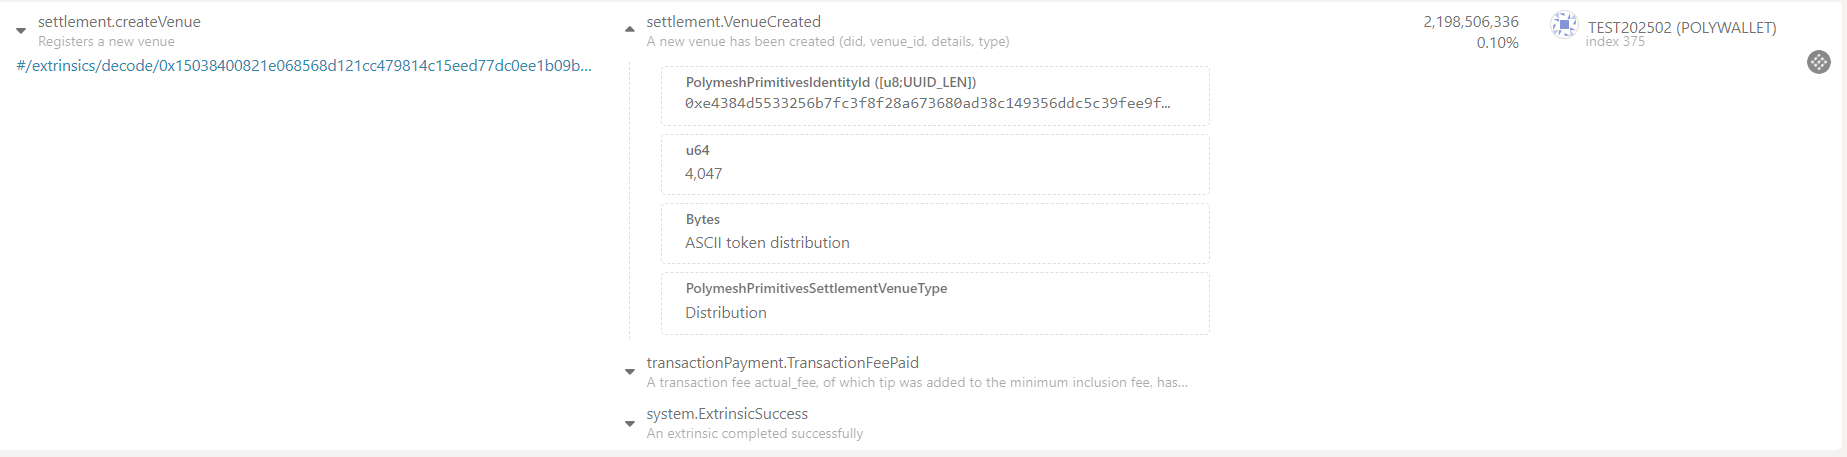 settlement.createVenue
Registers a new venue
#/extrinsics/decode/0x15038400821e068568d121cc479814c15eed77dc0ee1b09b...
settlement.VenueCreated
A new venue has been created (did, venue_id, details, type)
PolymeshPrimitivesIdentityId ([u8;UUID_LEN])
0xe4384d5533256b7fc3f8f28a673680ad38c149356ddc5c39fee9f...
u64
4,047
Bytes
ASCII token distribution
PolymeshPrimitivesSettlementVenueType
Distribution
transactionPayment.TransactionFeePaid
A transaction fee actual_fee, of which tip was added to the minimum inclusion fee, has...
system.ExtrinsicSuccess
An extrinsic completed successfully
2,198,506,336
0.10%
TEST202502 (POLYWALLET)
index 375